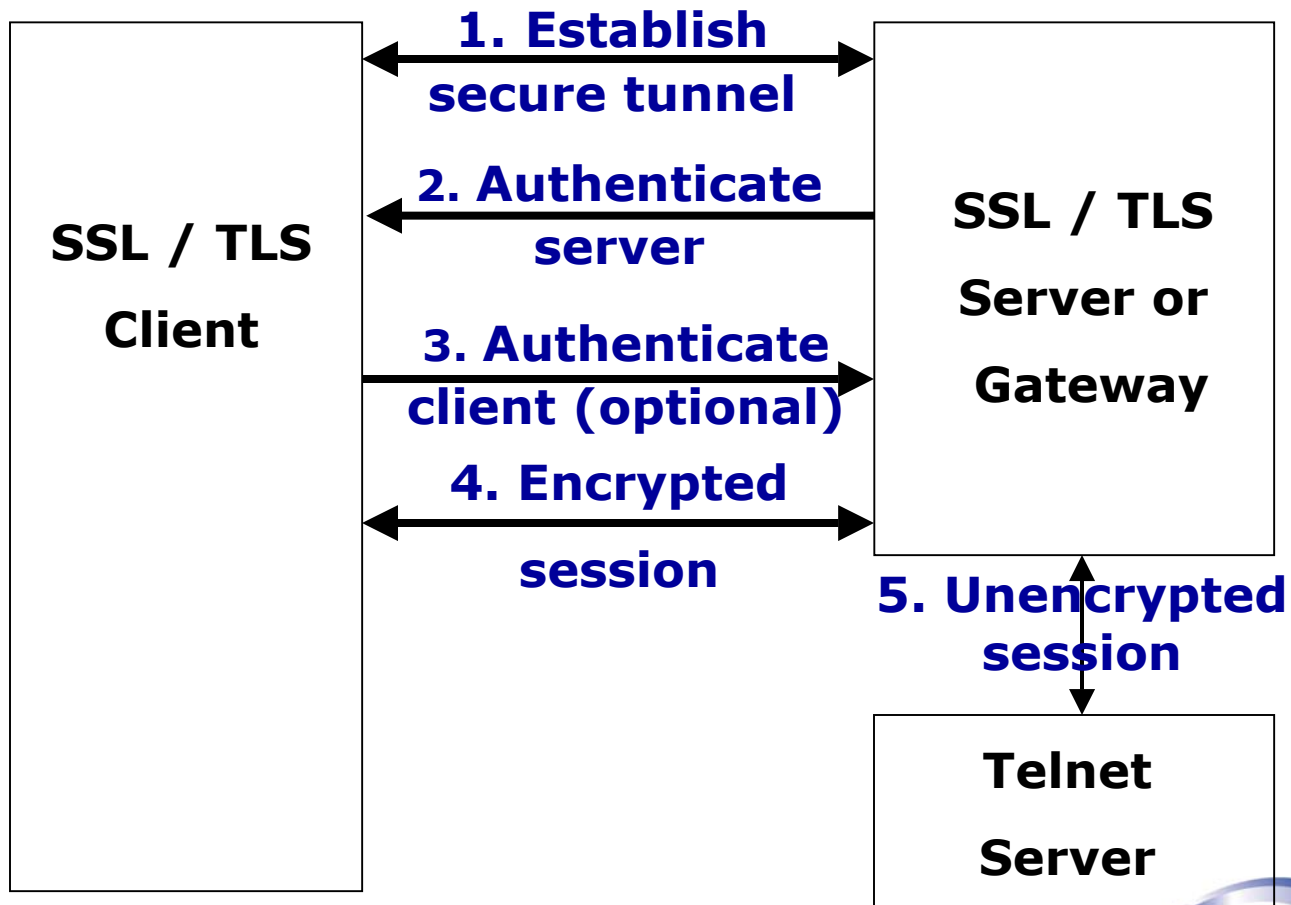 1. Establish
secure tunnel
2. Authenticate
server
SSL / TLS
Client
3. Authenticate
client (optional)
4. Encrypted
session
SSL / TLS
Server or
Gateway
5. Unencrypted
session
Telnet
Server